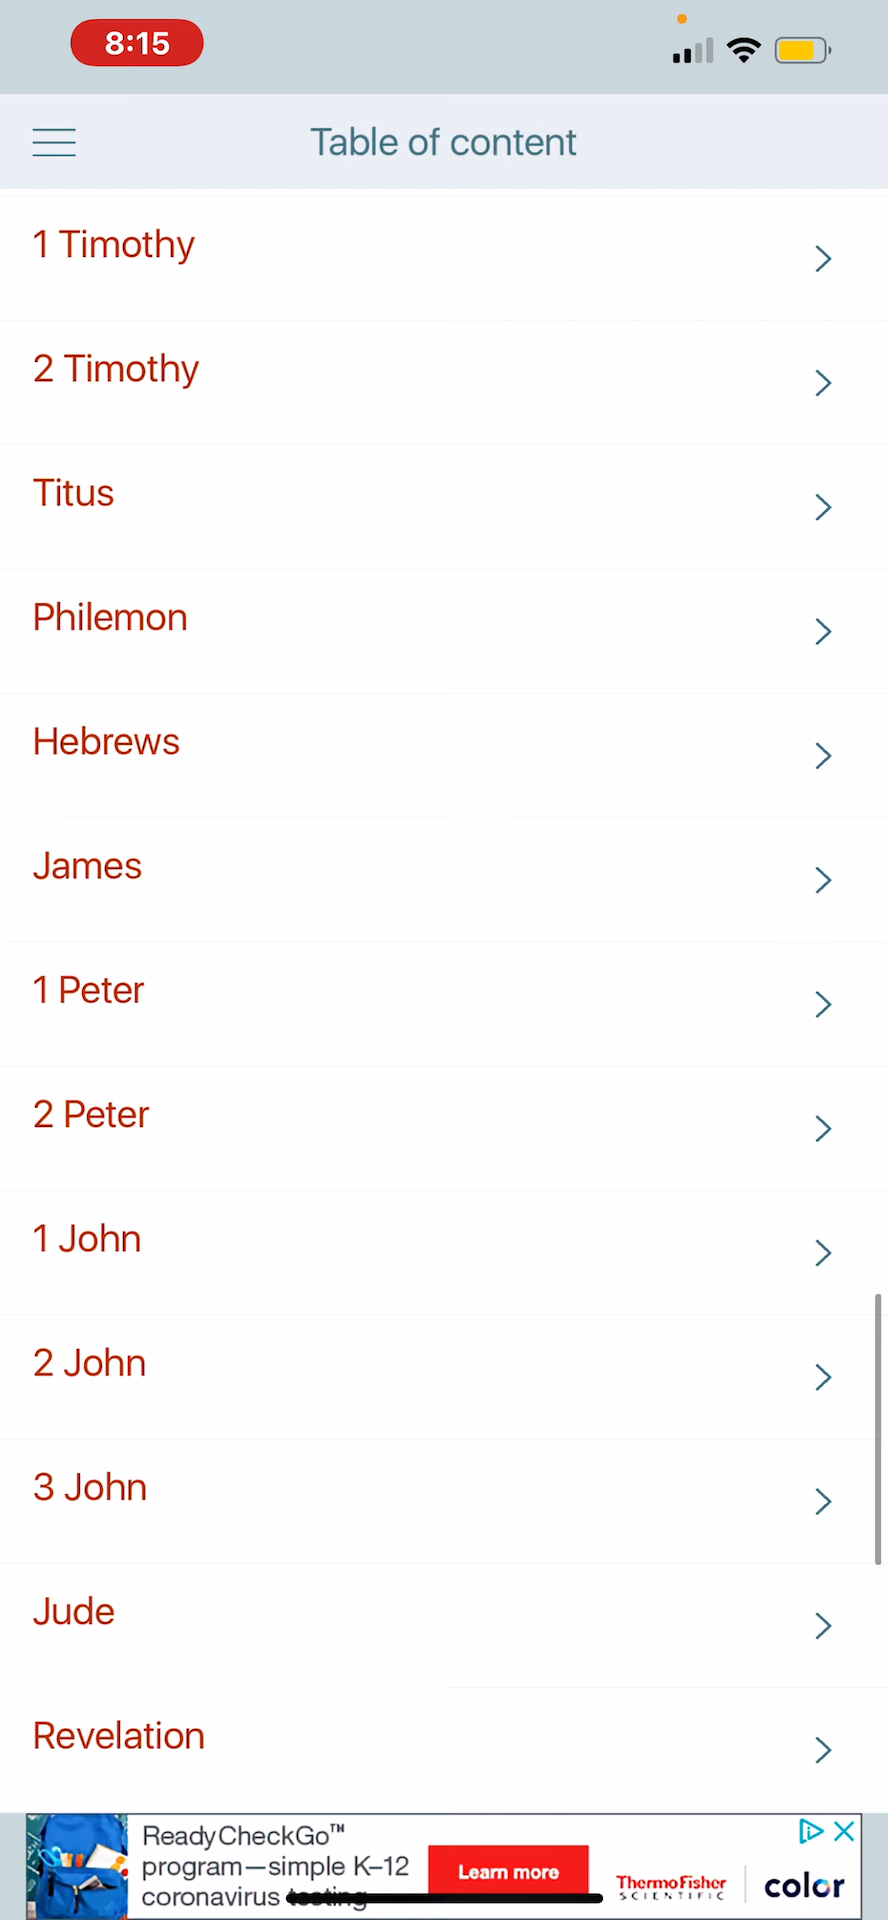 8:15
Table of content
1 Timothy
2 Timothy
Titus
Philemon
Hebrews
James
1 Peter
2 Peter
1 John
2 John
3 John
Jude
Revelation
ReadyCheckGo™
program—simple K–12
coronavirus testing
Learn more
ThermoFisher
SCIENTIFIC
color